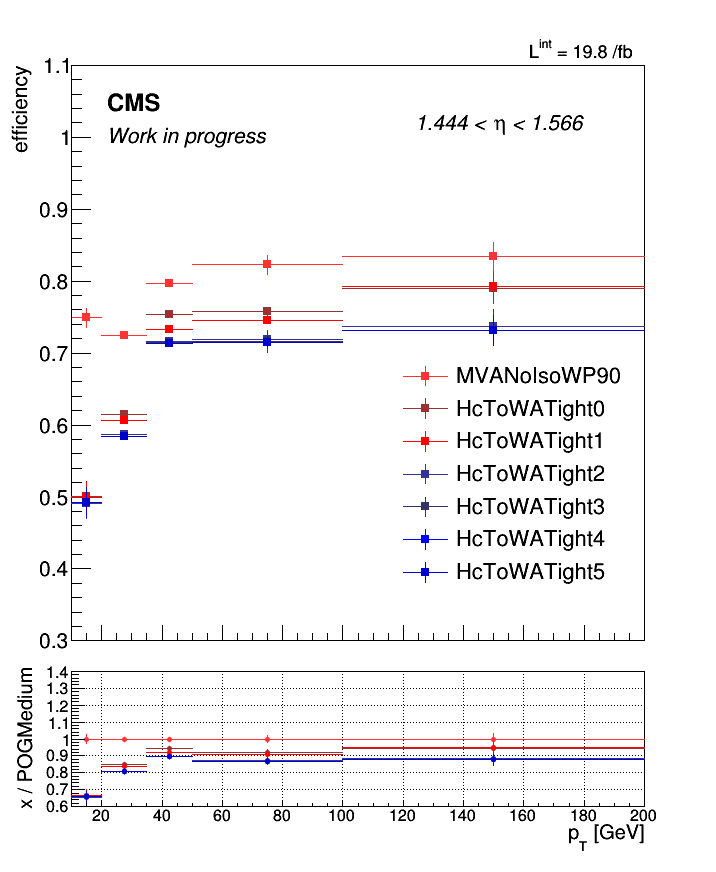 L^int = 19.8 /fb
efficiency
1.1
CMS
Work in progress
1.444 < η < 1.566
1
0.9
0.8
0.7
0.6
0.5
0.4
0.3
MVANoIsoWP90
HcToWATight0
HcToWATight1
HcToWATight2
HcToWATight3
HcToWATight4
HcToWATight5
x / POGMedium
1.4
1.3
1.2
1.1
1
0.9
0.8
0.7
0.6
20 40 60 80 100 120 140 160 180 200
p_T [GeV]